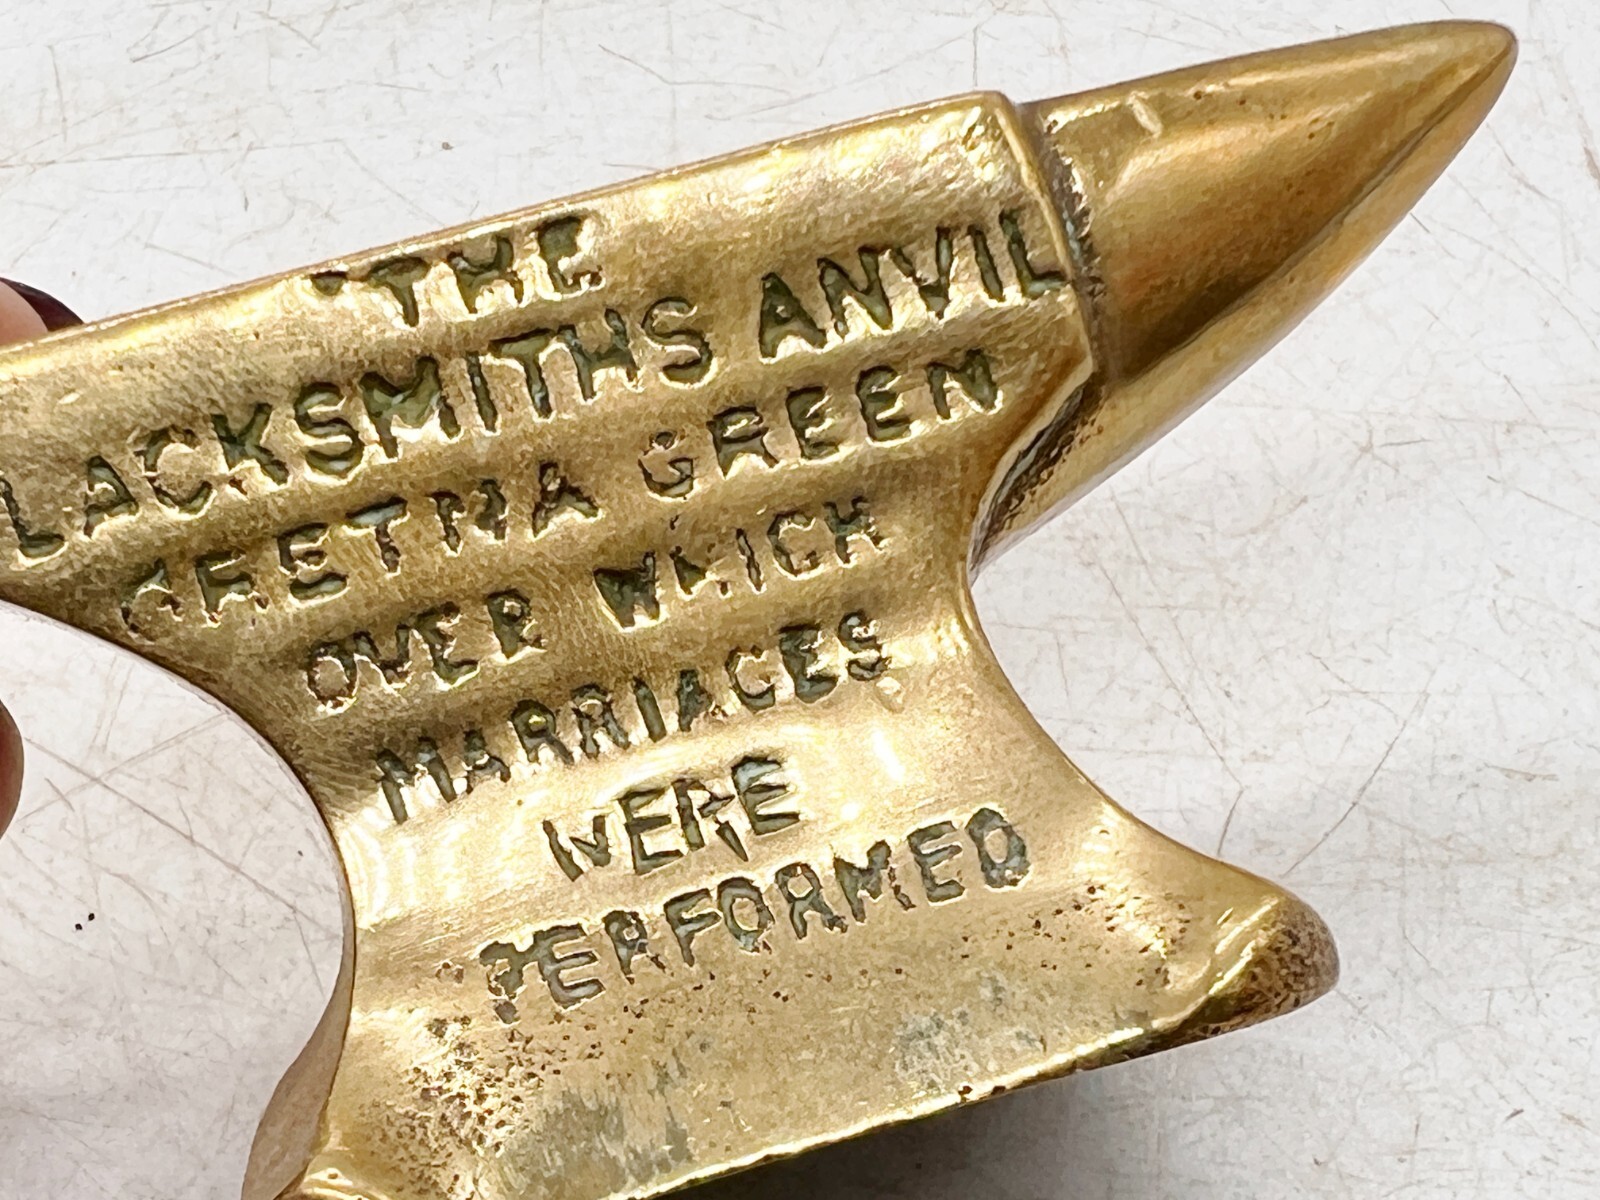 THE
LACKSMITHS ANVIL
GRETNA GREEN
OVER WHICH
MARRIAGES
WERE
PERFORMED